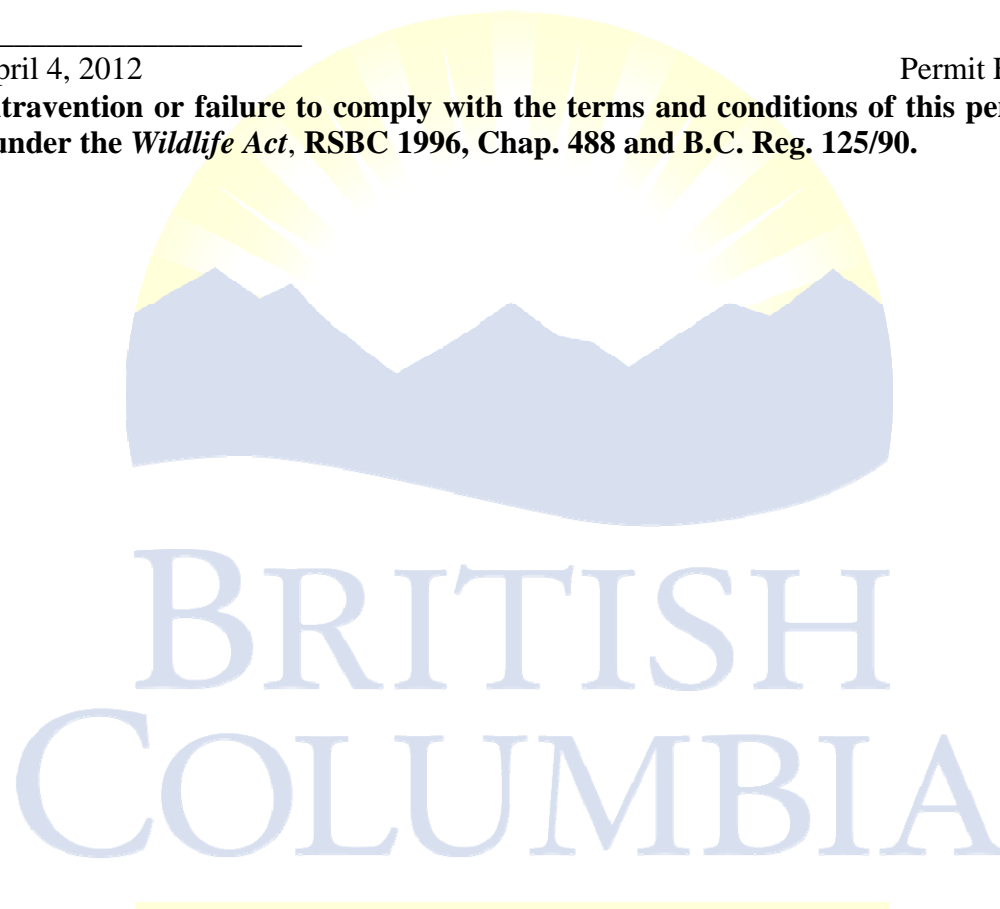 pril 4, 2012 Permit
travention or failure to comply with the terms and conditions of this
under the Wildlife Act, RSBC 1996, Chap. 488 and B.C. Reg. 125/90.
BRITISH
COLUMBIA